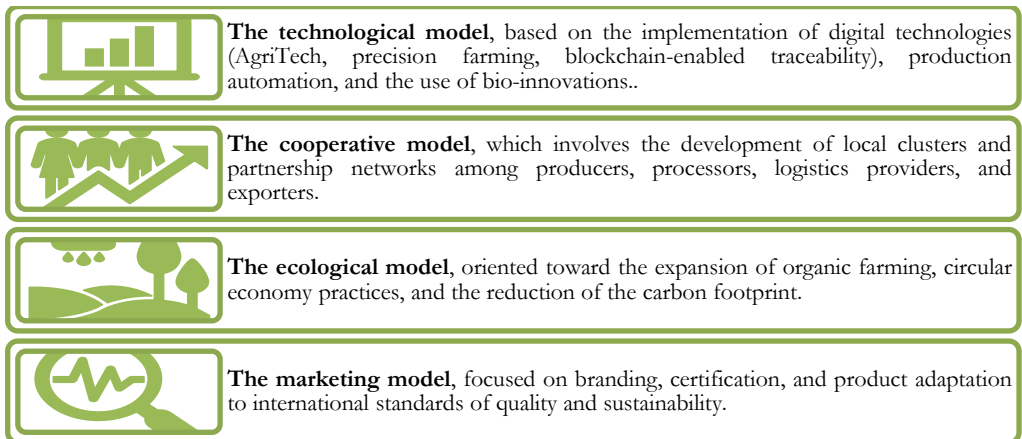 The technological model, based on the implementation of digital technologies
(AgriTech, precision farming, blockchain-enabled traceability), production
automation, and the use of bio-innovations..
The cooperative model, which involves the development of local clusters and
partnership networks among producers, processors, logistics providers, and
exporters.
The ecological model, oriented toward the expansion of organic farming, circular
economy practices, and the reduction of the carbon footprint.
The marketing model, focused on branding, certification, and product adaptation
to international standards of quality and sustainability.